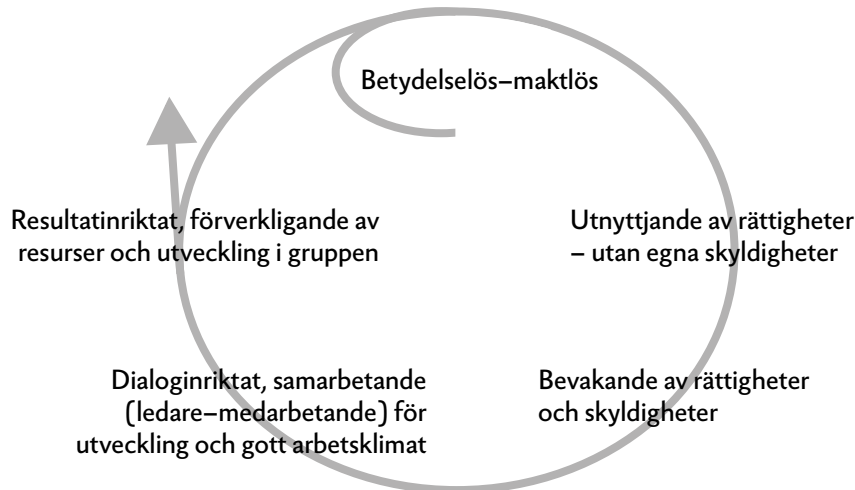 Betydelselös–maktlös
Resultatinriktat, förverkligande av
resurser och utveckling i gruppen
Utnyttjande av rättigheter
– utan egna skyldigheter
Dialoginriktat, samarbetande
(ledare–medarbetande) för
utveckling och gott arbetsklimat
Bevakande av rättigheter
och skyldigheter